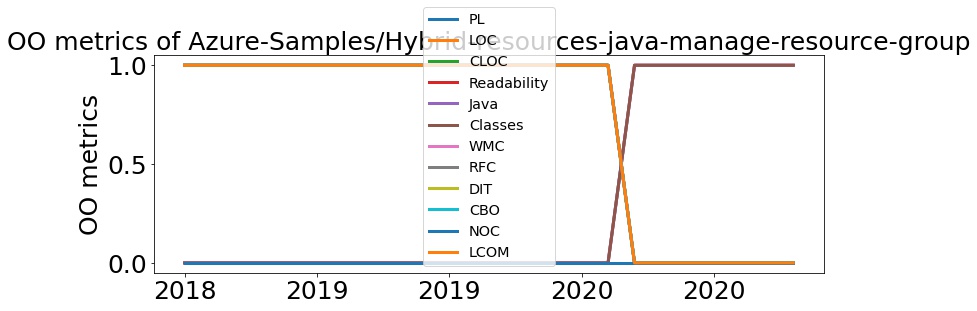 OO metrics of Azure-Samples/Hybrid-resources-java-manage-resource-group
PL
LOC
CLOC
Readability
Java
Classes
WMC
RFC
DIT
CBO
NOC
LCOM
OO metrics
1.0
0.5
0.0
2018 2019 2019 2020 2020